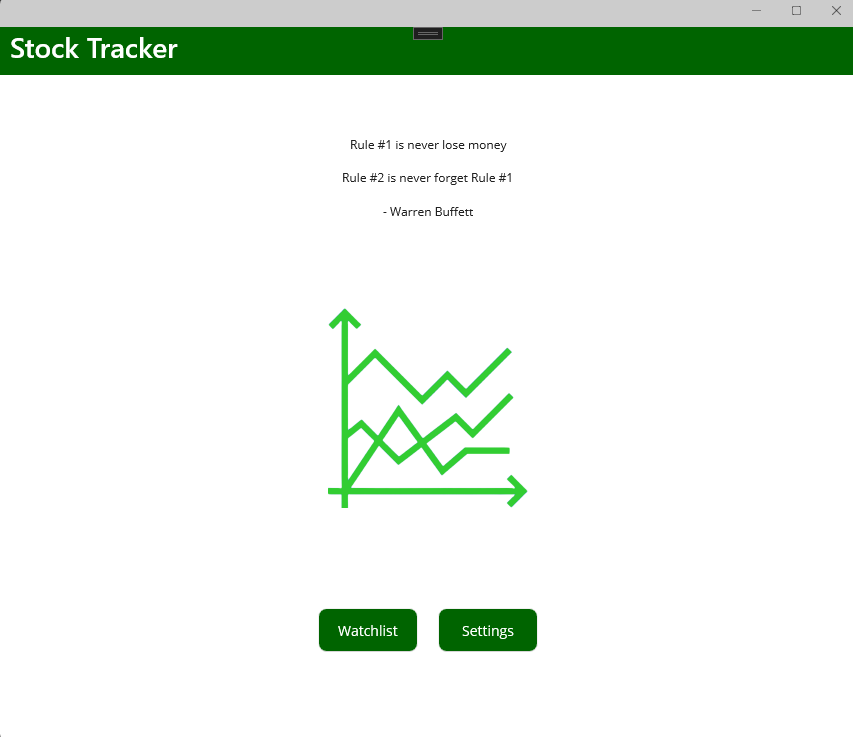 Stock Tracker
Rule #1 is never lose money
Rule #2 is never forget Rule #1
- Warren Buffett
Watchlist
Settings